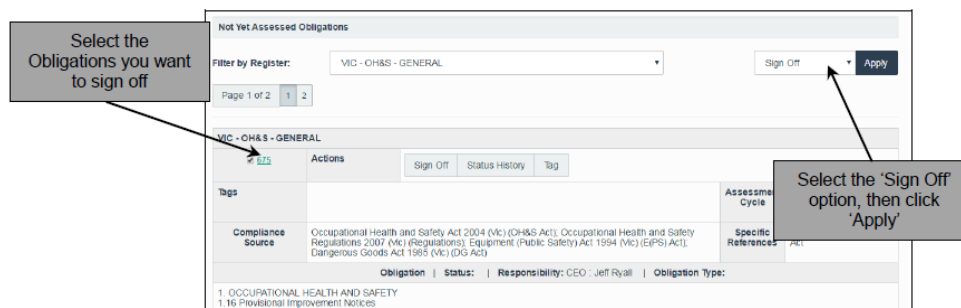 Not Yet Assessed Obligations
Select the
Obligations you want
to sign off
Filter by Register:
VIC - OH&S - GENERAL
Sign Off
Apply
Page 1 of 2
1
2
VIC - OH&S - GENERAL
675
Actions
Sign Off
Status History
Tag
Select the 'Sign Off'
option, then click
'Apply'
Tags
Cycle
Compliance
Source
Occupational Health and Safety Act 2004 (Vic) (OH&S Act); Occupational Health and Safety
Regulations 2007 (Vic) (Regulations); Equipment (Public Safety) Act 1994 (Vic) (E(PS) Act);
Dangerous Goods Act 1985 (Vic) (DG Act)
Specific
References
Act
Obligation | Status: | Responsibility: CEO : Jeff Ryall | Obligation Type:
1. OCCUPATIONAL HEALTH AND SAFETY
1.16 Provisional Improvement Notices